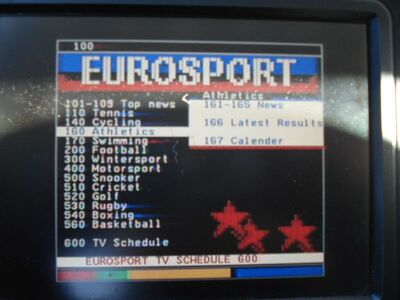 100
EUROSPORT
101-109 Top news
110 Tennis
140 Cycling
160 Athletics
170 Swimming
200 Football
300 Wintersport
400 Motorsport
500 Snooker
510 Cricket
520 Golf
530 Rugby
540 Boxing
560 Basketball
600 TV Schedule
Athletics
161-165 News
166 Latest Results
167 Calender
EUROSPORT TV SCHEDULE 600